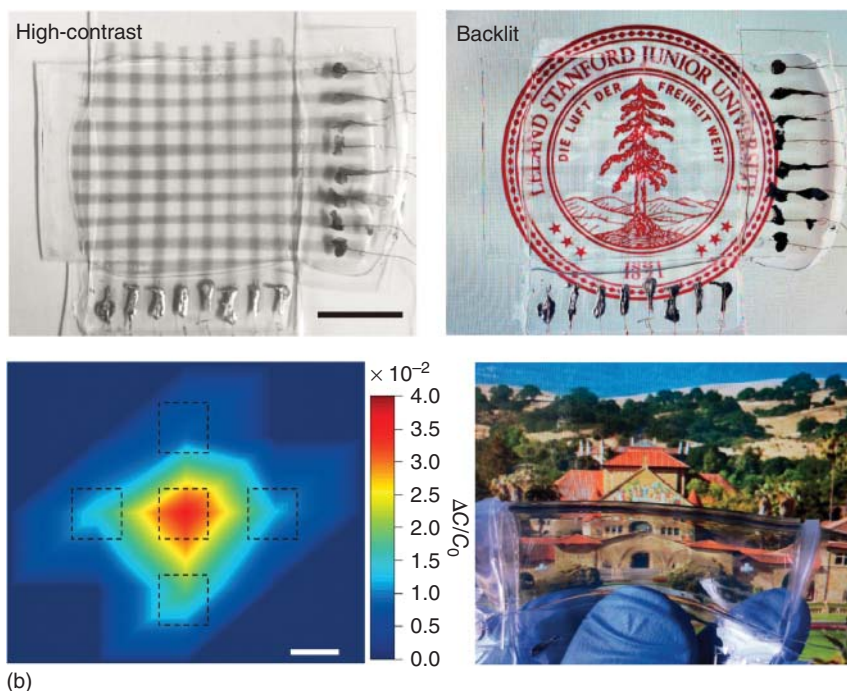 High-contrast
Backlit
LELAND STANFORD JUNIOR UNIVERSITY
DIE LUFT DER FREIHEIT WEHT
1891
× 10⁻²
4.0
3.5
3.0
2.5
2.0
1.5
1.0
0.5
0.0
ΔC/C₀
(b)